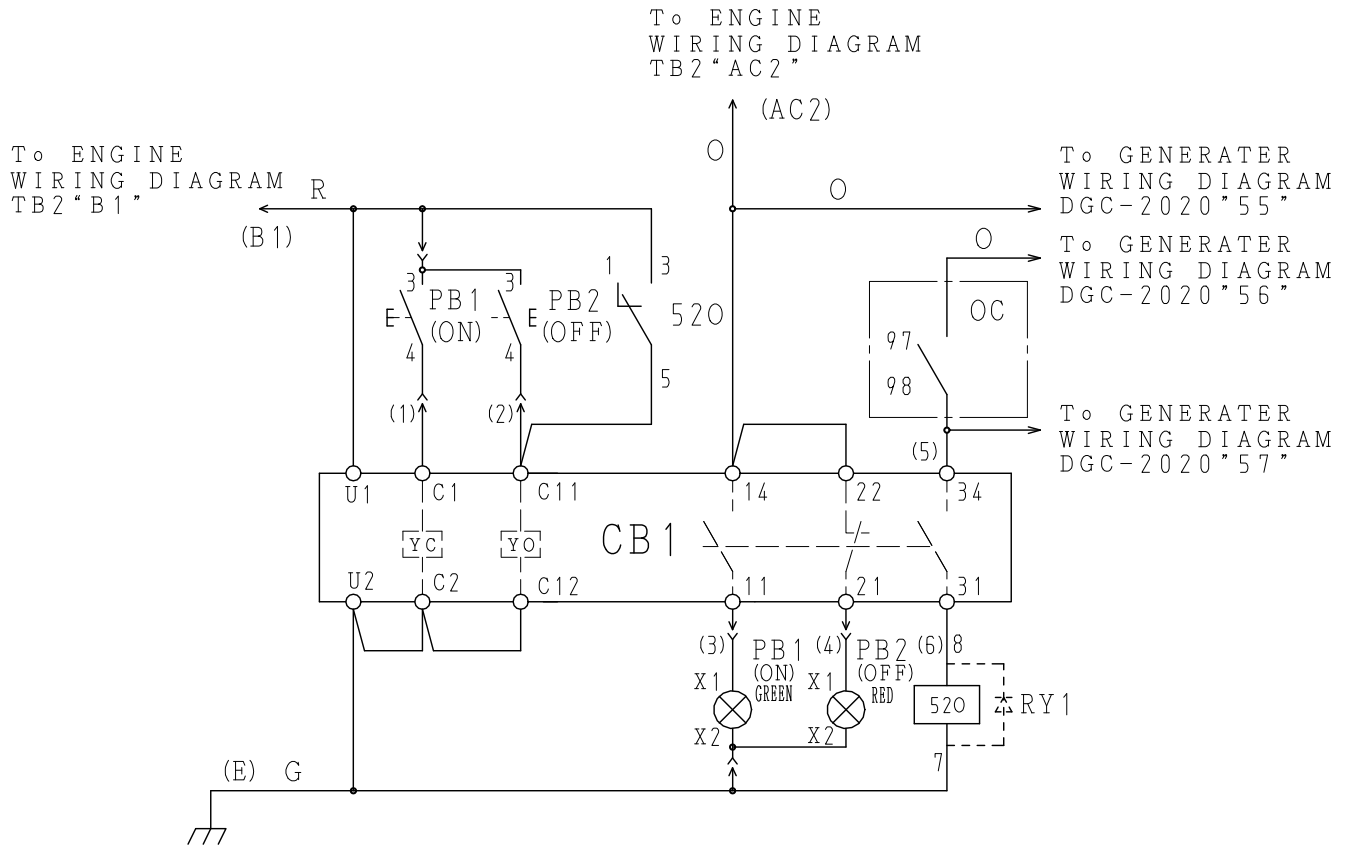 To ENGINE
WIRING DIAGRAM
TB2"AC2"
(AC2)
O
To ENGINE
WIRING DIAGRAM
TB2"B1"
R
(B1)
O
To GENERATER
WIRING DIAGRAM
DGC-2020"55"
O
To GENERATER
WIRING DIAGRAM
DGC-2020"56"
3
PB1
(ON)
E
4
3
PB2
(OFF)
E
4
1
3
520
5
OC
97
98
To GENERATER
WIRING DIAGRAM
DGC-2020"57"
(1)
(2)
(5)
U1
C1
C11
14
22
34
YC
YO
CB1
U2
C2
C12
11
21
31
(3)
PB1
(ON)
GREEN
X1
X2
(4)
PB2
(OFF)
RED
X1
X2
(6)
8
520
RY1
7
(E)
G